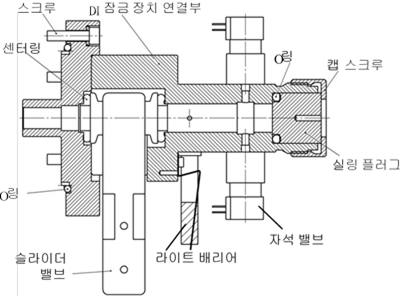 스크루
DI 잠금 장치 연결부
센터링
O링
캡 스크루
실링 플러그
O링
슬라이더
밸브
라이트 배리어
자석 밸브